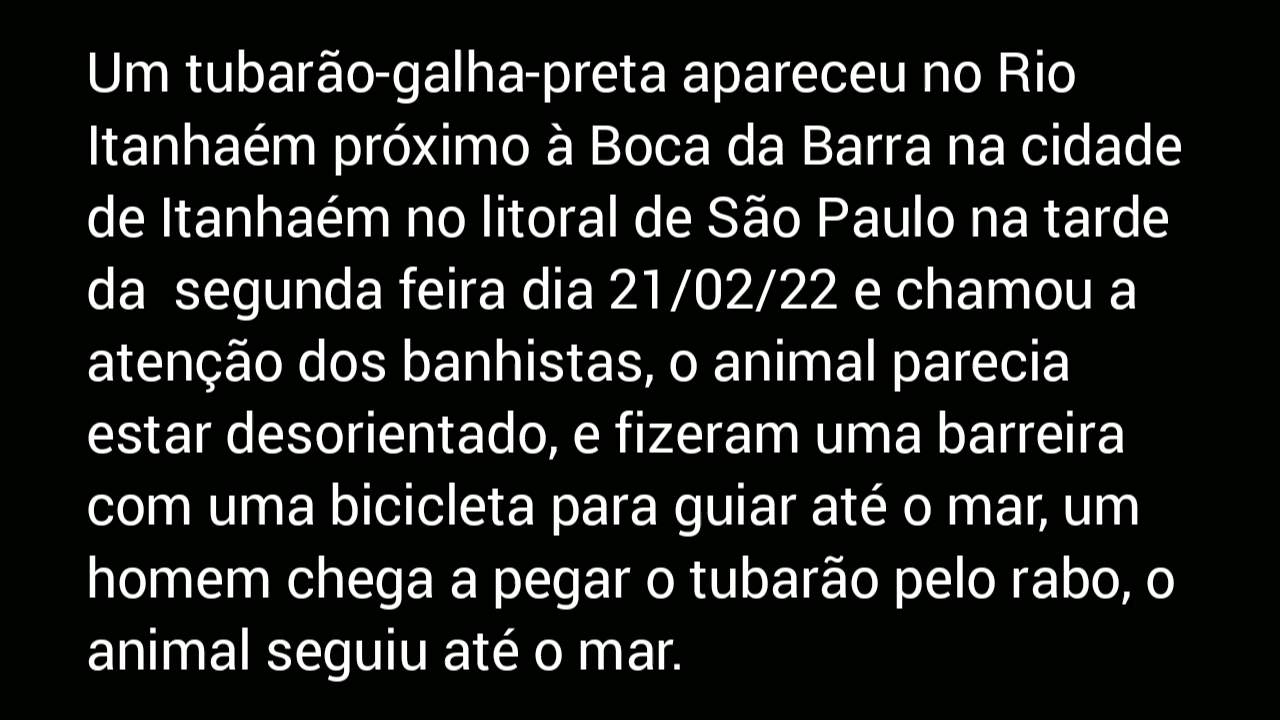 Um tubarão-galha-preta apareceu no Rio
Itanhaém próximo à Boca da Barra na cidade
de Itanhaém no litoral de São Paulo na tarde
da  segunda feira dia 21/02/22 e chamou a
atenção dos banhistas, o animal parecia
estar desorientado, e fizeram uma barreira
com uma bicicleta para guiar até o mar, um
homem chega a pegar o tubarão pelo rabo, o
animal seguiu até o mar.